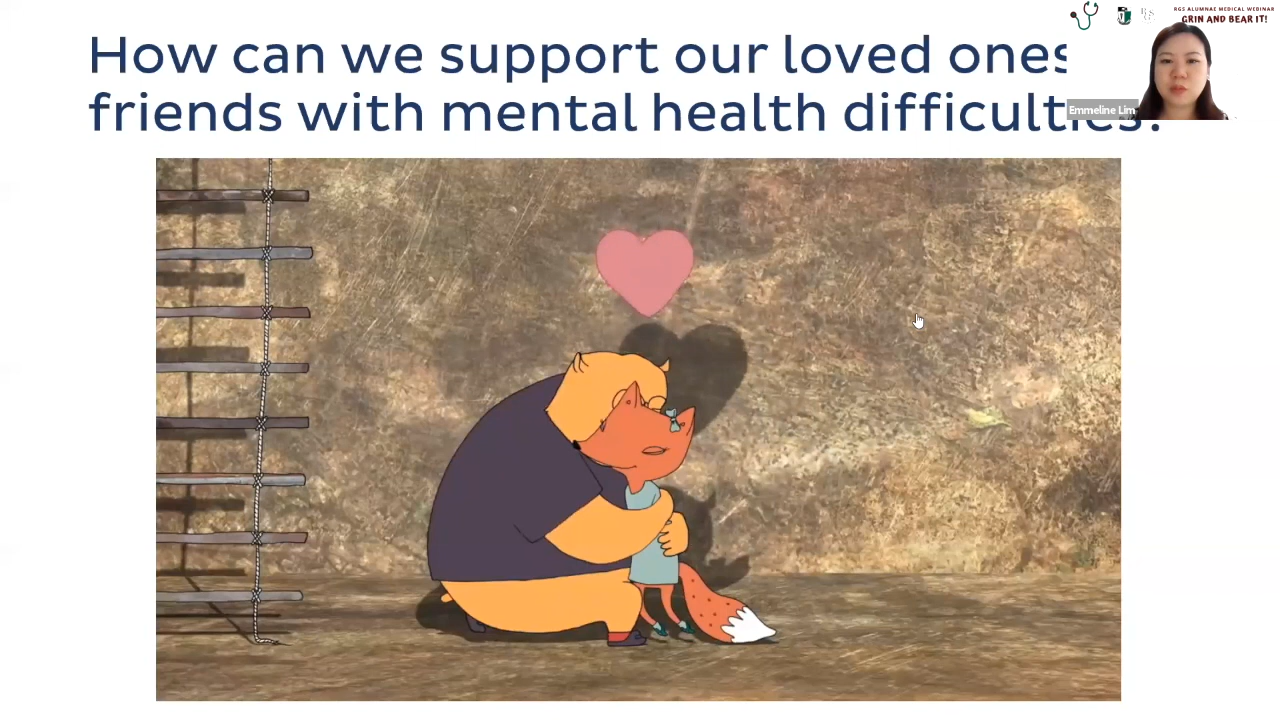 RGS ALUMNAE MEDICAL WEBINAR
GRIN AND BEAR IT!
How can we support our loved ones
friends with mental health difficulties?
Emmeline Lim